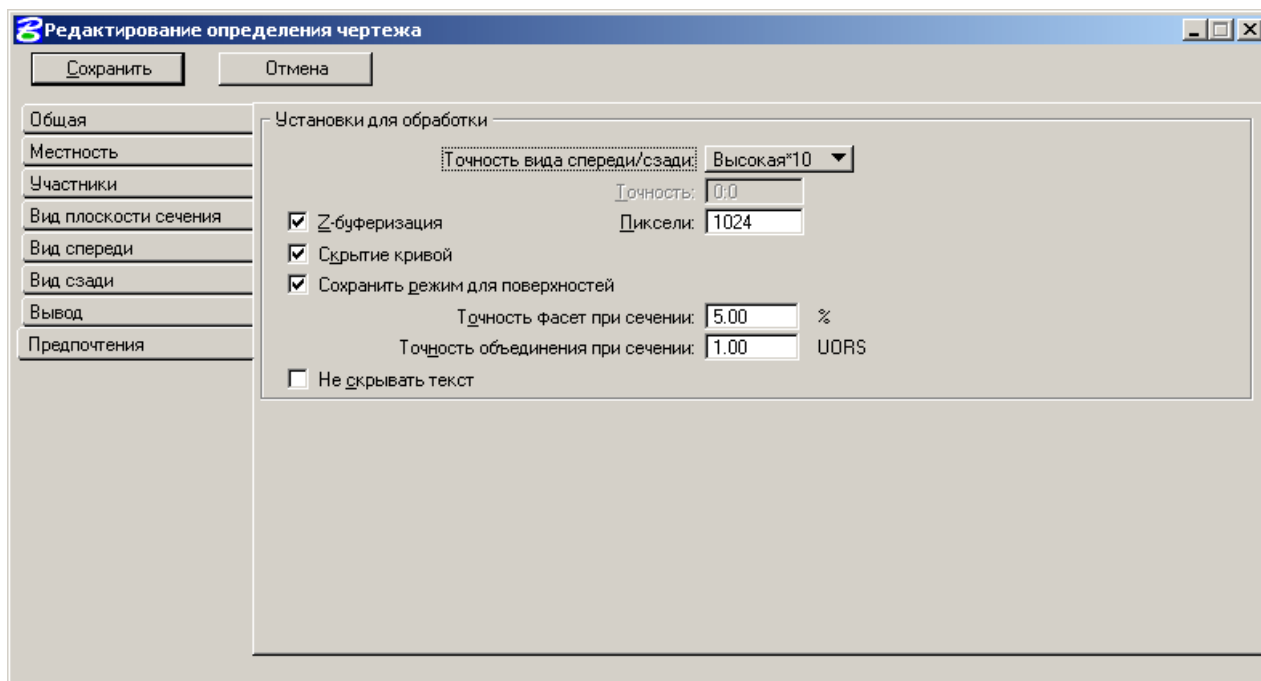 Редактирование определения чертежа
Сохранить Отмена
Общая
Местность
Участники
Вид плоскости сечения
Вид спереди
Вид сзади
Вывод
Предпочтения
Установки для обработки
Точность вида спереди/сзади: Высокая*10
Точность: 0:0
Z-буферизация Пиксели: 1024
Скрытие кривой
Сохранить режим для поверхностей
Точность фасет при сечении: 5.00 %
Точность объединения при сечении: 1.00 UORS
Не скрывать текст